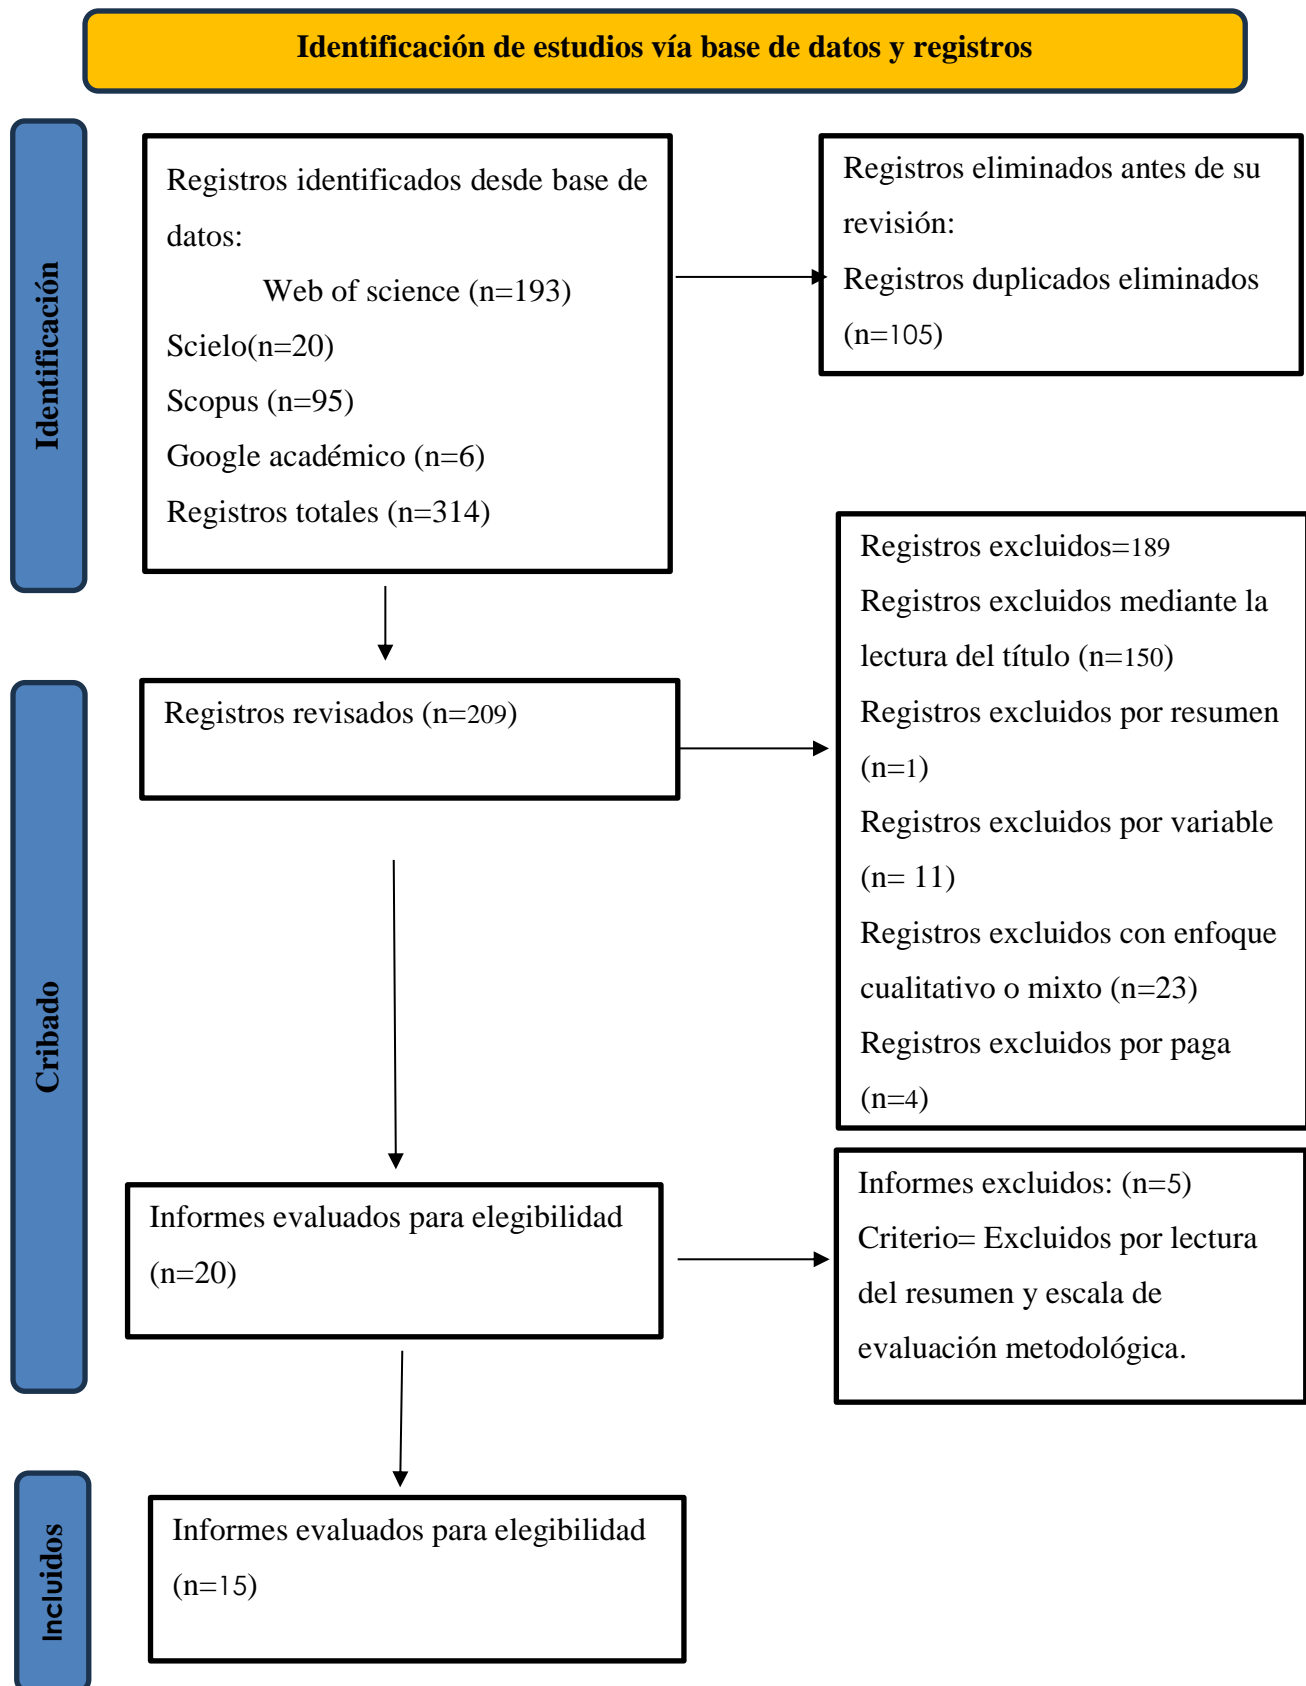 Identificación de estudios vía base de datos y registros
Identificación
Registros identificados desde base de
datos:
Web of science (n=193)
Scielo(n=20)
Scopus (n=95)
Google académico (n=6)
Registros totales (n=314)
Registros eliminados antes de su
revisión:
Registros duplicados eliminados
(n=105)
Cribado
Registros revisados (n=209)
Registros excluidos=189
Registros excluidos mediante la
lectura del título (n=150)
Registros excluidos por resumen
(n=1)
Registros excluidos por variable
(n= 11)
Registros excluidos con enfoque
cualitativo o mixto (n=23)
Registros excluidos por paga
(n=4)
Informes evaluados para elegibilidad
(n=20)
Informes excluidos: (n=5)
Criterio= Excluidos por lectura
del resumen y escala de
evaluación metodológica.
Incluidos
Informes evaluados para elegibilidad
(n=15)